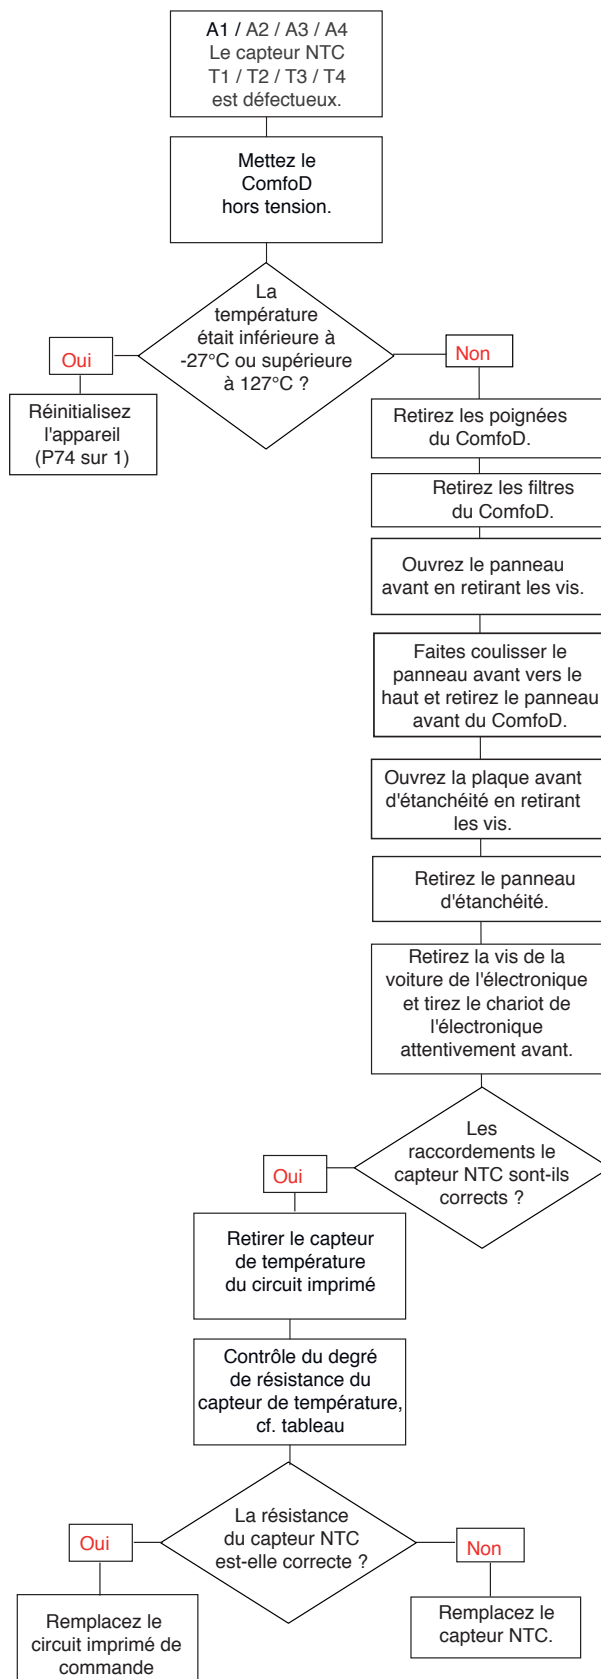 A1 / A2 / A3 / A4
Le capteur NTC
T1 / T2 / T3 / T4
est défectueux.
Mettez le
ComfoD
hors tension.
La
température
était inférieure à
-27°C ou supérieure
à 127°C ?
Oui
Non
Réinitialisez
l'appareil
(P74 sur 1)
Retirez les poignées
du ComfoD.
Retirez les filtres
du ComfoD.
Ouvrez le panneau
avant en retirant les vis.
Faites coulisser le
panneau avant vers le
haut et retirez le panneau
avant du ComfoD.
Ouvrez la plaque avant
d'étanchéité en retirant
les vis.
Retirez le panneau
d'étanchéité.
Retirez la vis de la
voiture de l'électronique
et tirez le chariot de
l'électronique
attentivement avant.
Les
raccordements le
capteur NTC sont-ils
corrects ?
Oui
Retirer le capteur
de température
du circuit imprimé
Contrôle du degré
de résistance du
capteur de température,
cf. tableau
La résistance
du capteur NTC
est-elle correcte ?
Oui
Non
Remplacez le
circuit imprimé de
commande
Remplacez le
capteur NTC.